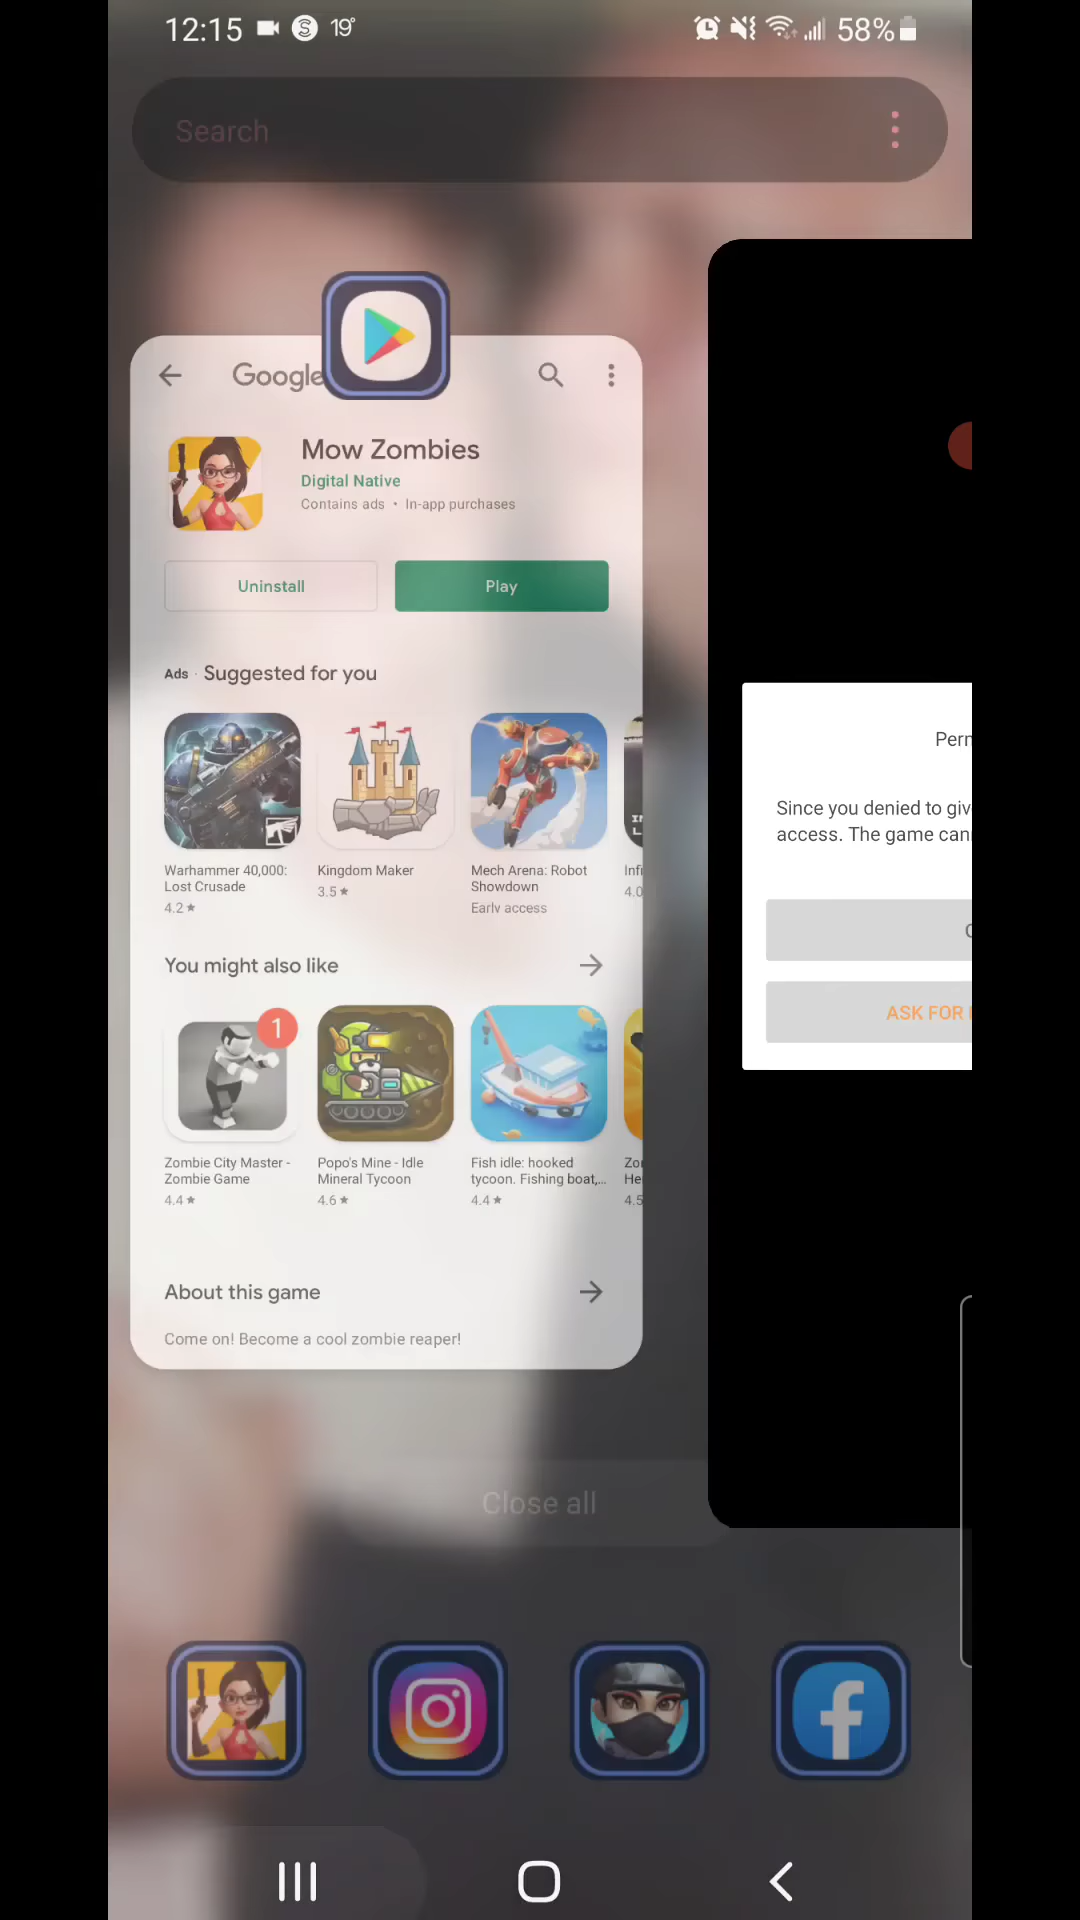 12:15
19°
58%
Search
Google
Mow Zombies
Digital Native
Contains ads • In-app purchases
Uninstall
Play
Ads · Suggested for you
Warhammer 40,000:
Lost Crusade
4.2★
Kingdom Maker
3.5★
Mech Arena: Robot
Showdown
Early access
4.0
You might also like
1
Zombie City Master -
Zombie Game
4.4★
Popo's Mine - Idle
Mineral Tycoon
4.6★
Fish idle: hooked
tycoon. Fishing boat,...
4.4★
4.5
About this game
Come on! Become a cool zombie reaper!
Since you denied to
access. The game
ASK FOR
Close all